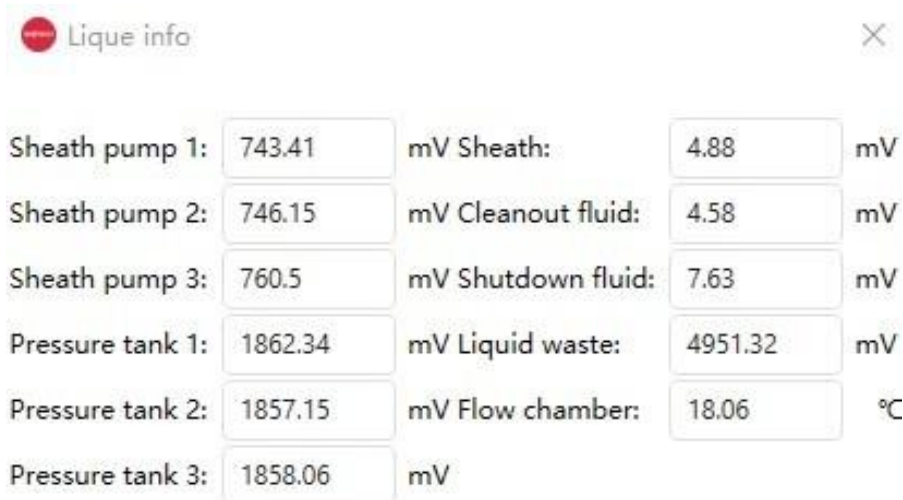 Lique info
Sheath pump 1: 743.41 mV Sheath: 4.88 mV
Sheath pump 2: 746.15 mV Cleanout fluid: 4.58 mV
Sheath pump 3: 760.5 mV Shutdown fluid: 7.63 mV
Pressure tank 1: 1862.34 mV Liquid waste: 4951.32 mV
Pressure tank 2: 1857.15 mV Flow chamber: 18.06 ℃
Pressure tank 3: 1858.06 mV